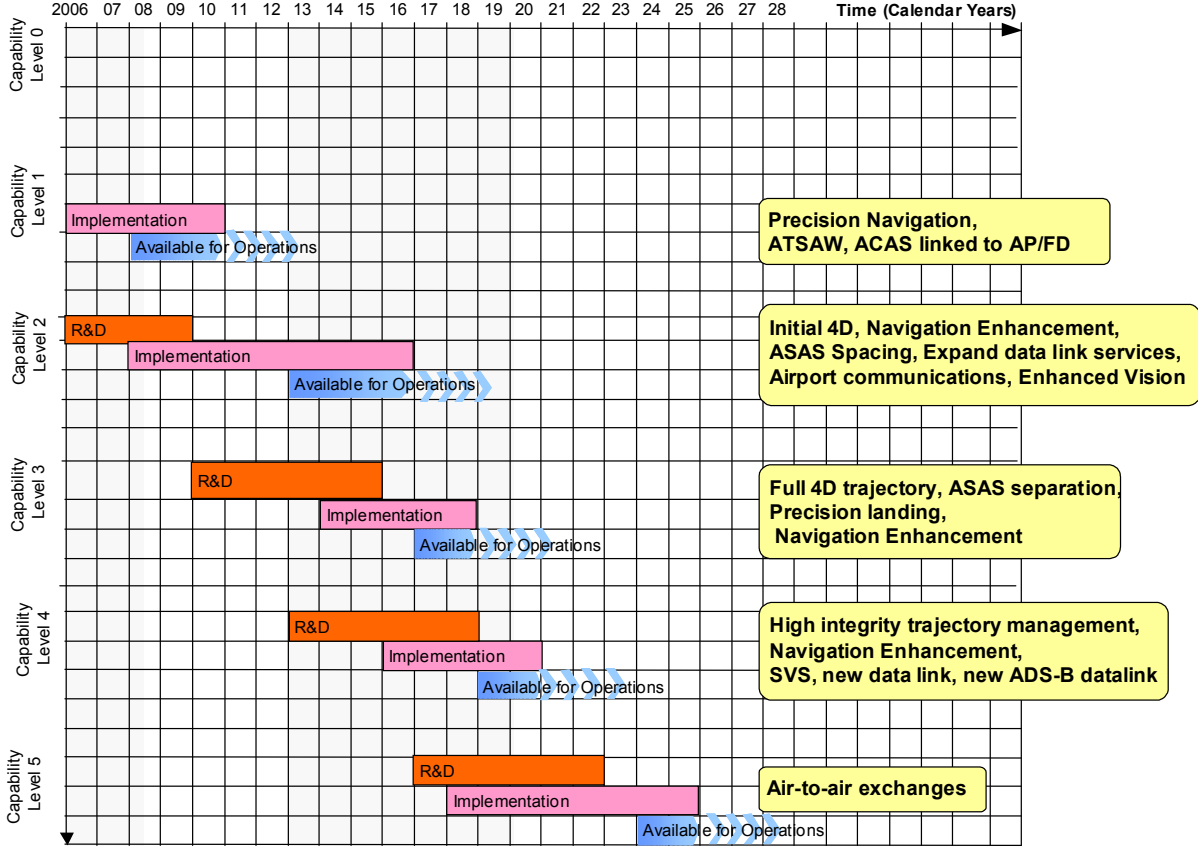 2006 07 08 09 10 11 12 13 14 15 16 17 18 19 20 21 22 23 24 25 26 27 28 Time (Calendar Years)
Capability
Level 0
Capability
Level 1
Implementation
Available for Operations
Precision Navigation,
ATSAW, ACAS linked to AP/FD
Capability
Level 2
R&D
Implementation
Available for Operations
Initial 4D, Navigation Enhancement,
ASAS Spacing, Expand data link services,
Airport communications, Enhanced Vision
Capability
Level 3
R&D
Implementation
Available for Operations
Full 4D trajectory, ASAS separation,
Precision landing,
Navigation Enhancement
Capability
Level 4
R&D
Implementation
Available for Operations
High integrity trajectory management,
Navigation Enhancement,
SVS, new data link, new ADS-B datalink
Capability
Level 5
R&D
Implementation
Available for Operations
Air-to-air exchanges